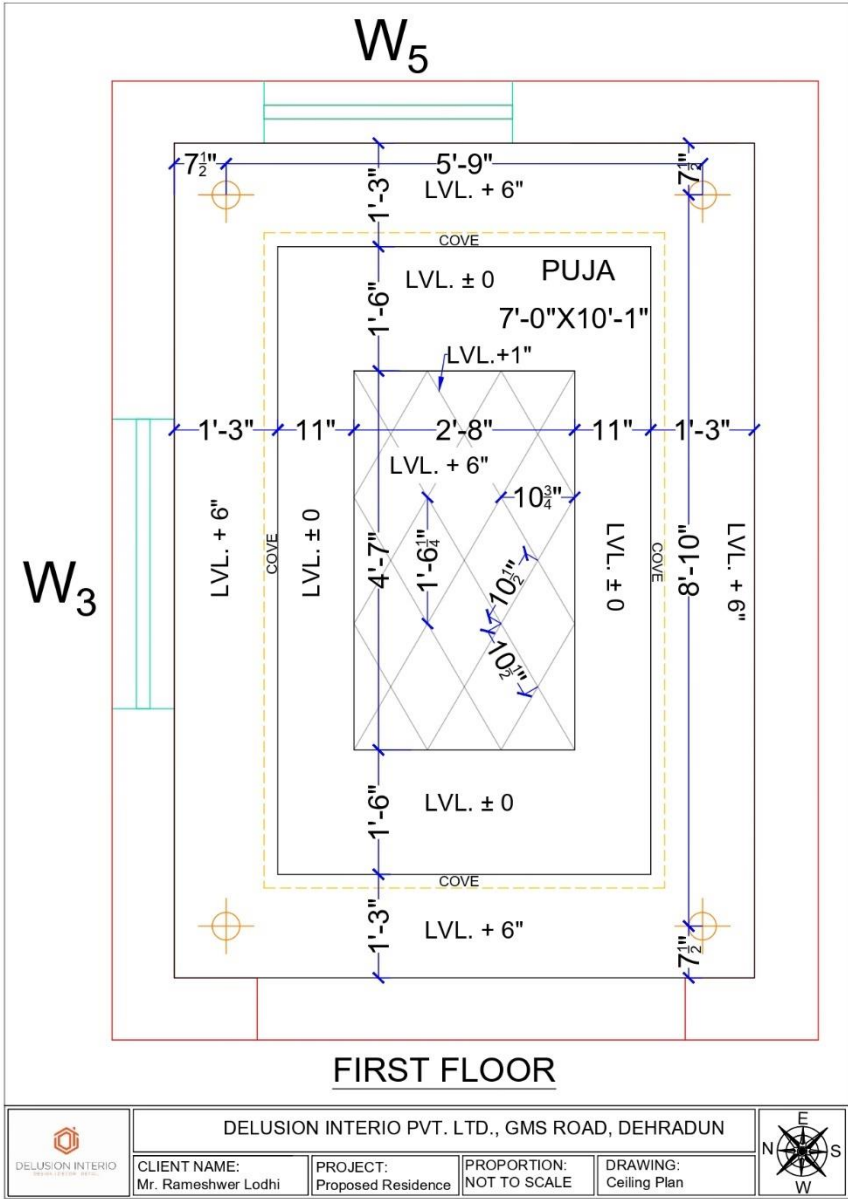 W5
7½"
5'-9"
7½"
1'-3"
LVL. + 6"
COVE
LVL. ± 0
PUJA
1'-6"
7'-0"X10'-1"
LVL.+1"
1'-3"
11"
2'-8"
11"
1'-3"
LVL. + 6"
10¾"
LVL. + 6"
COVE
LVL. ± 0
4'-7"
1'-6¼"
10½"
LVL. ± 0
COVE
8'-10"
LVL. + 6"
W3
10½"
1'-6"
LVL. ± 0
COVE
1'-3"
LVL. + 6"
7½"
FIRST FLOOR
DELUSION INTERIO PVT. LTD., GMS ROAD, DEHRADUN
DELUSION INTERIO
CLIENT NAME:
Mr. Rameshwer Lodhi
PROJECT:
Proposed Residence
PROPORTION:
NOT TO SCALE
DRAWING:
Ceiling Plan
E
N
S
W